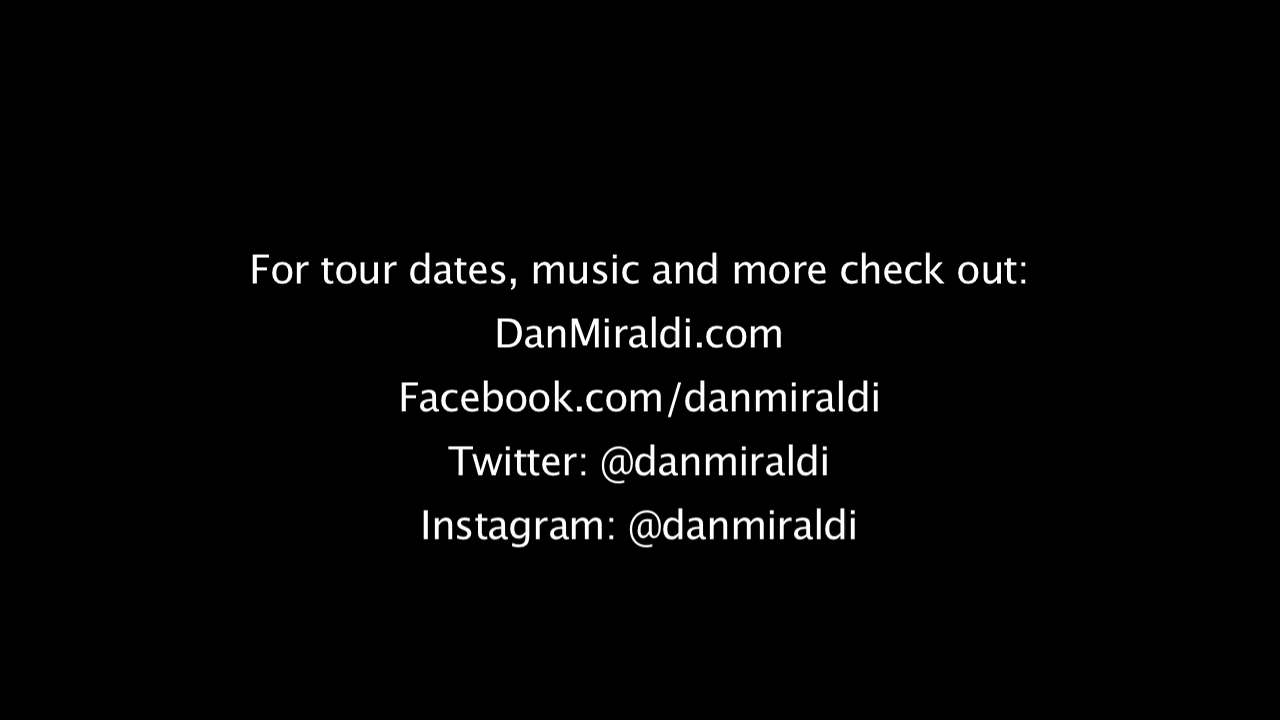 For tour dates, music and more check out:
DanMiraldi.com
Facebook.com/danmiraldi
Twitter: @danmiraldi
Instagram: @danmiraldi